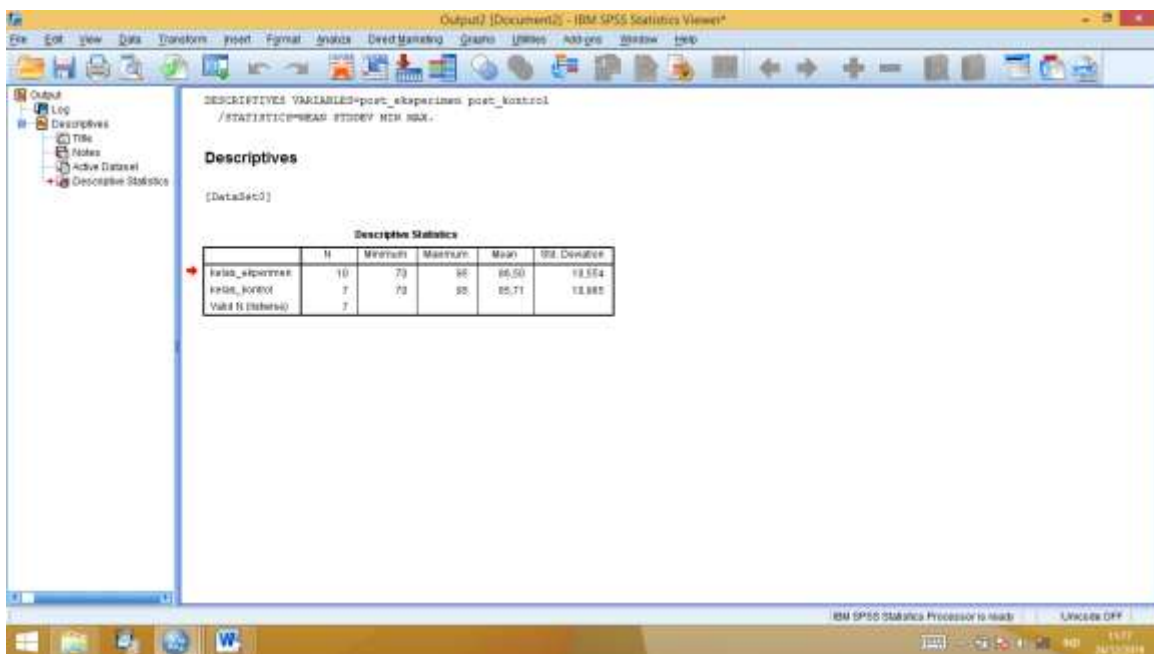 Output2 [Document2] - IBM SPSS Statistics Viewer*
File Edit View Data Transform Insert Format Analyze Direct Marketing Graphs Utilities Add-ons Window Help
Output
Log
Descriptives
Title
Notes
Active Dataset
Descriptive Statistics
DESCRIPTIVES VARIABLES=post_eksperimen post_kontrol
/STATISTICS=MEAN STDDEV MIN MAX.
Descriptives
[DataSet0]
Descriptive Statistics
N Minimum Maximum Mean Std. Deviation
kelas_eksperimen 10 70 86,50
kelas_kontrol 7 70 85,71
Valid N (listwise) 7
IBM SPSS Statistics Processor is ready Unicode:OFF
IND